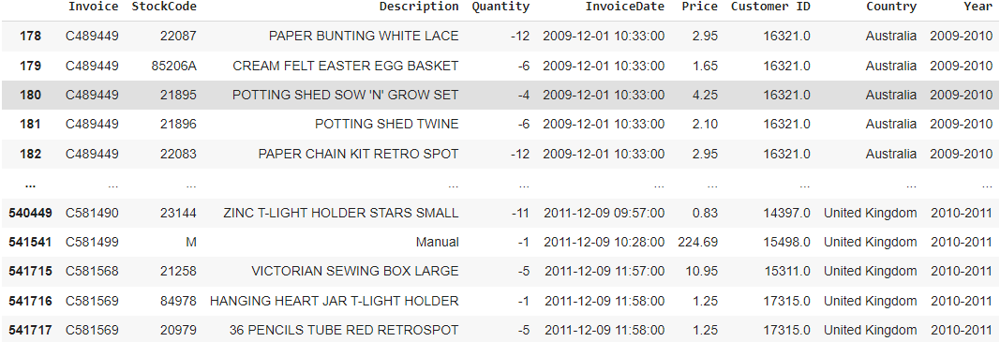 Invoice StockCode Description Quantity InvoiceDate Price Customer ID Country Year
178 C489449 22087 PAPER BUNTING WHITE LACE -12 2009-12-01 10:33:00 2.95 16321.0 Australia 2009-2010
179 C489449 85206A CREAM FELT EASTER EGG BASKET -6 2009-12-01 10:33:00 1.65 16321.0 Australia 2009-2010
180 C489449 21895 POTTING SHED SOW 'N' GROW SET -4 2009-12-01 10:33:00 4.25 16321.0 Australia 2009-2010
181 C489449 21896 POTTING SHED TWINE -6 2009-12-01 10:33:00 2.10 16321.0 Australia 2009-2010
182 C489449 22083 PAPER CHAIN KIT RETRO SPOT -12 2009-12-01 10:33:00 2.95 16321.0 Australia 2009-2010
... ... ... ... ... ... ... ... ... ...
540449 C581490 23144 ZINC T-LIGHT HOLDER STARS SMALL -11 2011-12-09 09:57:00 0.83 14397.0 United Kingdom 2010-2011
541541 C581499 M Manual -1 2011-12-09 10:28:00 224.69 15498.0 United Kingdom 2010-2011
541715 C581568 21258 VICTORIAN SEWING BOX LARGE -5 2011-12-09 11:57:00 10.95 15311.0 United Kingdom 2010-2011
541716 C581569 84978 HANGING HEART JAR T-LIGHT HOLDER -1 2011-12-09 11:58:00 1.25 17315.0 United Kingdom 2010-2011
541717 C581569 20979 36 PENCILS TUBE RED RETROSPOT -5 2011-12-09 11:58:00 1.25 17315.0 United Kingdom 2010-2011